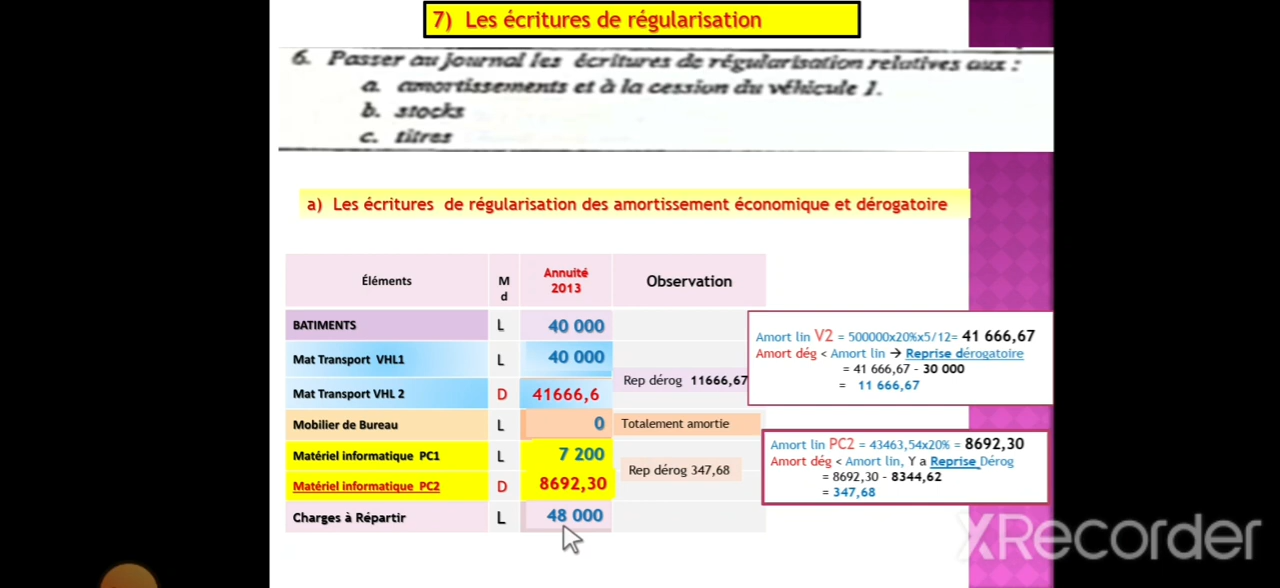 7) Les écritures de régularisation
6. Passer au Journal les écritures de régularisation relatives aux :
a. amortissements et à la cession du véhicule 1.
b. stocks
c. titres
a) Les écritures de régularisation des amortissement économique et dérogatoire
Éléments M d Annuité 2013 Observation
BATIMENTS L 40 000
Mat Transport VHL1 L 40 000
Mat Transport VHL 2 D 41666,6 Rep dérog 11666,67
Mobilier de Bureau L 0 Totalement amortie
Matériel informatique PC1 L 7 200
Matériel informatique PC2 D 8692,30 Rep dérog 347,68
Charges à Répartir L 48 000
Amort lin V2 = 500000x20%x5/12= 41 666,67
Amort dég < Amort lin → Reprise dérogatoire
= 41 666,67 - 30 000
= 11 666,67
Amort lin PC2 = 43463,54x20% = 8692,30
Amort dég < Amort lin, Y a Reprise Dérog
= 8692,30 - 8344,62
= 347,68
XRecorder